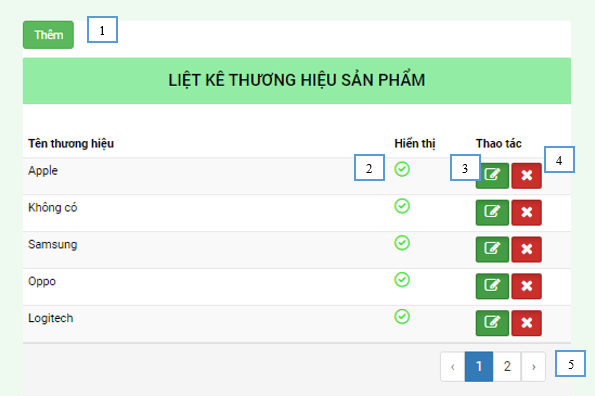 Thêm 1
LIỆT KÊ THƯƠNG HIỆU SẢN PHẨM
Tên thương hiệu Hiển thị Thao tác
Apple 2 3 4
Không có
Samsung
Oppo
Logitech
‹ 1 2 › 5